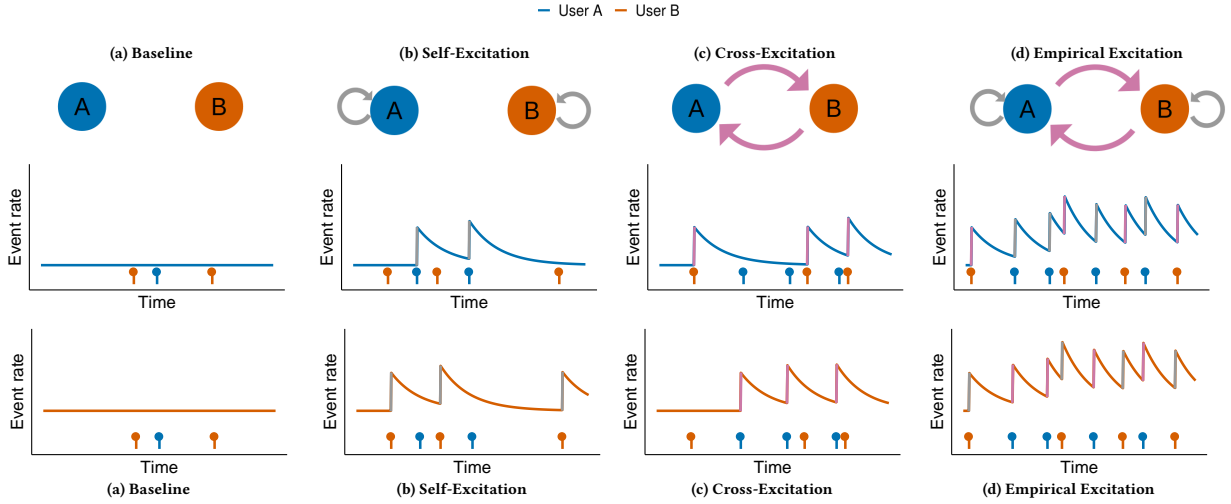 User A User B
(a) Baseline (b) Self-Excitation (c) Cross-Excitation (d) Empirical Excitation
A B A B A B A B
Event rate Event rate Event rate Event rate
Time Time Time Time
Event rate Event rate Event rate Event rate
Time Time Time Time
(a) Baseline (b) Self-Excitation (c) Cross-Excitation (d) Empirical Excitation